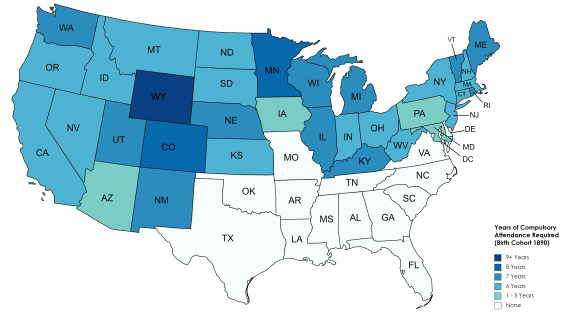 WA
VT
ME
MT
ND
OR
MN
NH
ID
SD
WI
NY
MA
WY
MI
CT
RI
IA
PA
NJ
NE
NV
OH
DE
UT
IL
IN
CO
WV
MD
CA
VA
KS
MO
KY
DC
NC
TN
AZ
OK
NM
AR
SC
MS
AL
GA
TX
LA
FL
Years of Compulsory
Attendance Required
(Birth Cohort 1890)
9+ Years
8 Years
7 Years
6 Years
1 - 5 Years
None